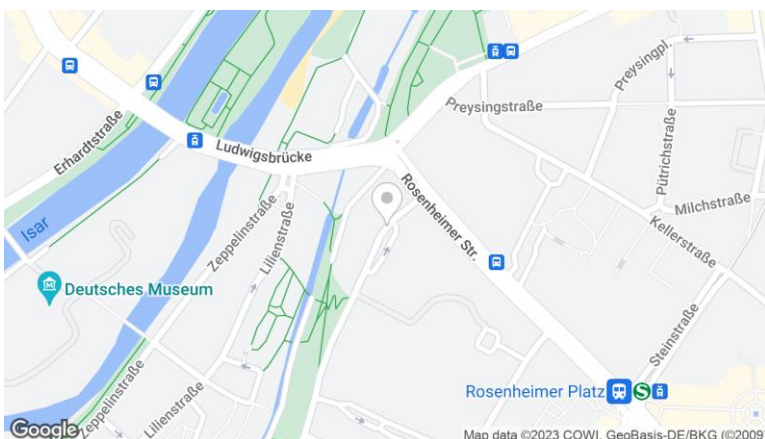 Preysingpl.
Preysingstraße
Erhardtstraße
Ludwigsbrücke
Pütrichstraße
Rosenheimer Str.
Milchstraße
Isar
Zeppelinstraße
Lilienstraße
Kellerstraße
Deutsches Museum
Steinstraße
Zeppelinstraße
Lilienstraße
Rosenheimer Platz
S
Google
Map data ©2023 COWI, GeoBasis-DE/BKG (©2009